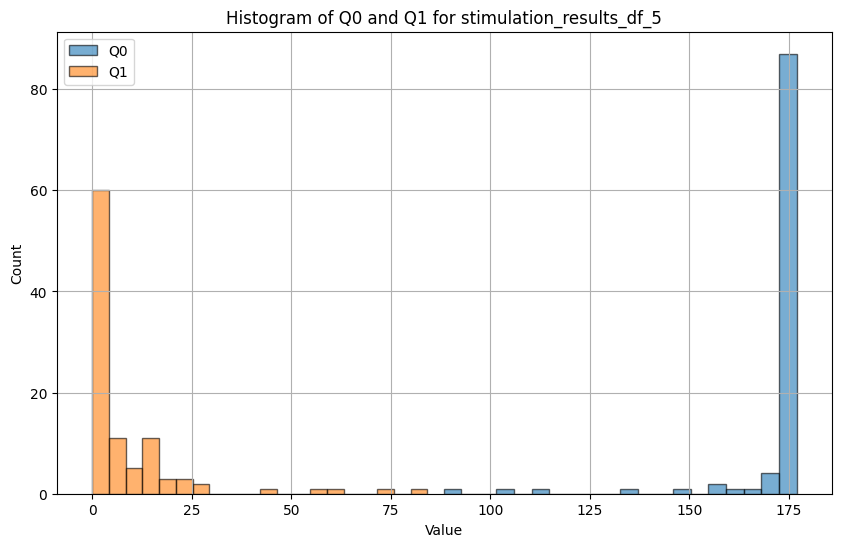 Histogram of Q0 and Q1 for stimulation_results_df_5
Q0
Q1
Count
80
60
40
20
0
0 25 50 75 100 125 150 175
Value